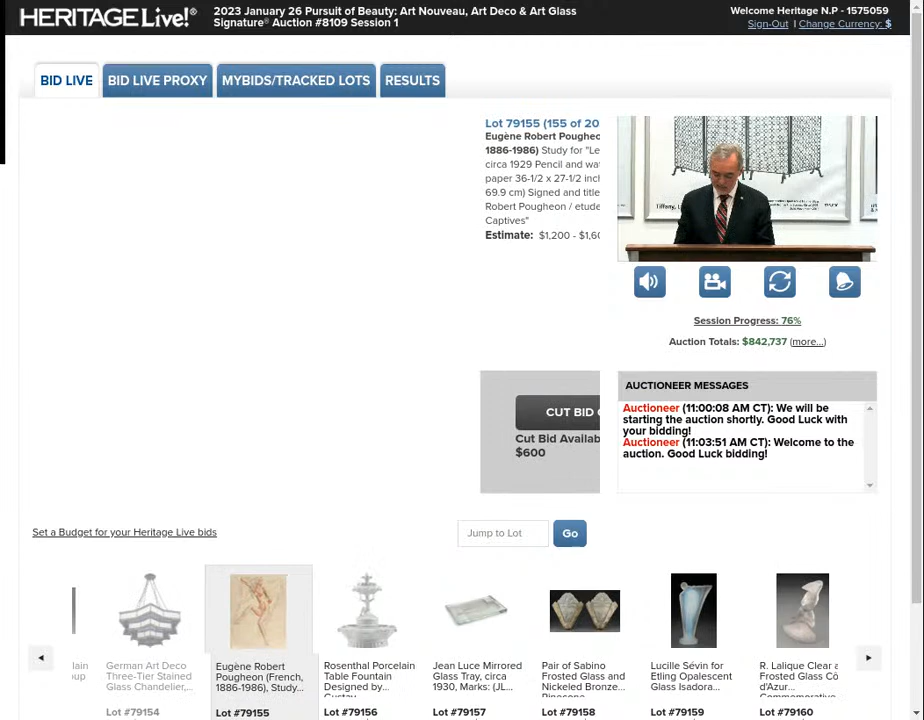 HERITAGE Live!®
2023 January 26 Pursuit of Beauty: Art Nouveau, Art Deco & Art Glass
Signature® Auction #8109 Session 1
Welcome Heritage N.P - 1575059
Sign-Out | Change Currency: $
BID LIVE
BID LIVE PROXY
MYBIDS/TRACKED LOTS
RESULTS
Lot 79155 (155 of 20
Eugène Robert Pougheo
1886-1986) Study for "Le
circa 1929 Pencil and wa
paper 36-1/2 x 27-1/2 inch
69.9 cm) Signed and title
Robert Pougheon / etude
Captives"
Estimate: $1,200 - $1,60
Session Progress: 76%
Auction Totals: $842,737 (more...)
CUT BID
Cut Bid Availab
$600
AUCTIONEER MESSAGES
Auctioneer (11:00:08 AM CT): We will be
starting the auction shortly. Good Luck with
your bidding!
Auctioneer (11:03:51 AM CT): Welcome to the
auction. Good Luck bidding!
Set a Budget for your Heritage Live bids
Jump to Lot
Go
lain
oup
German Art Deco
Three-Tier Stained
Glass Chandelier,...
Lot #79154
Eugène Robert
Pougheon (French,
1886-1986), Study...
Lot #79155
Rosenthal Porcelain
Table Fountain
Designed by...
Gustav
Lot #79156
Jean Luce Mirrored
Glass Tray, circa
1930, Marks: (JL...
Lot #79157
Pair of Sabino
Frosted Glass and
Nickeled Bronze...
Pinecone
Lot #79158
Lucille Sévin for
Etling Opalescent
Glass Isadora...
Lot #79159
R. Lalique Clear a
Frosted Glass Cô
d'Azur...
Commemorative
Lot #79160